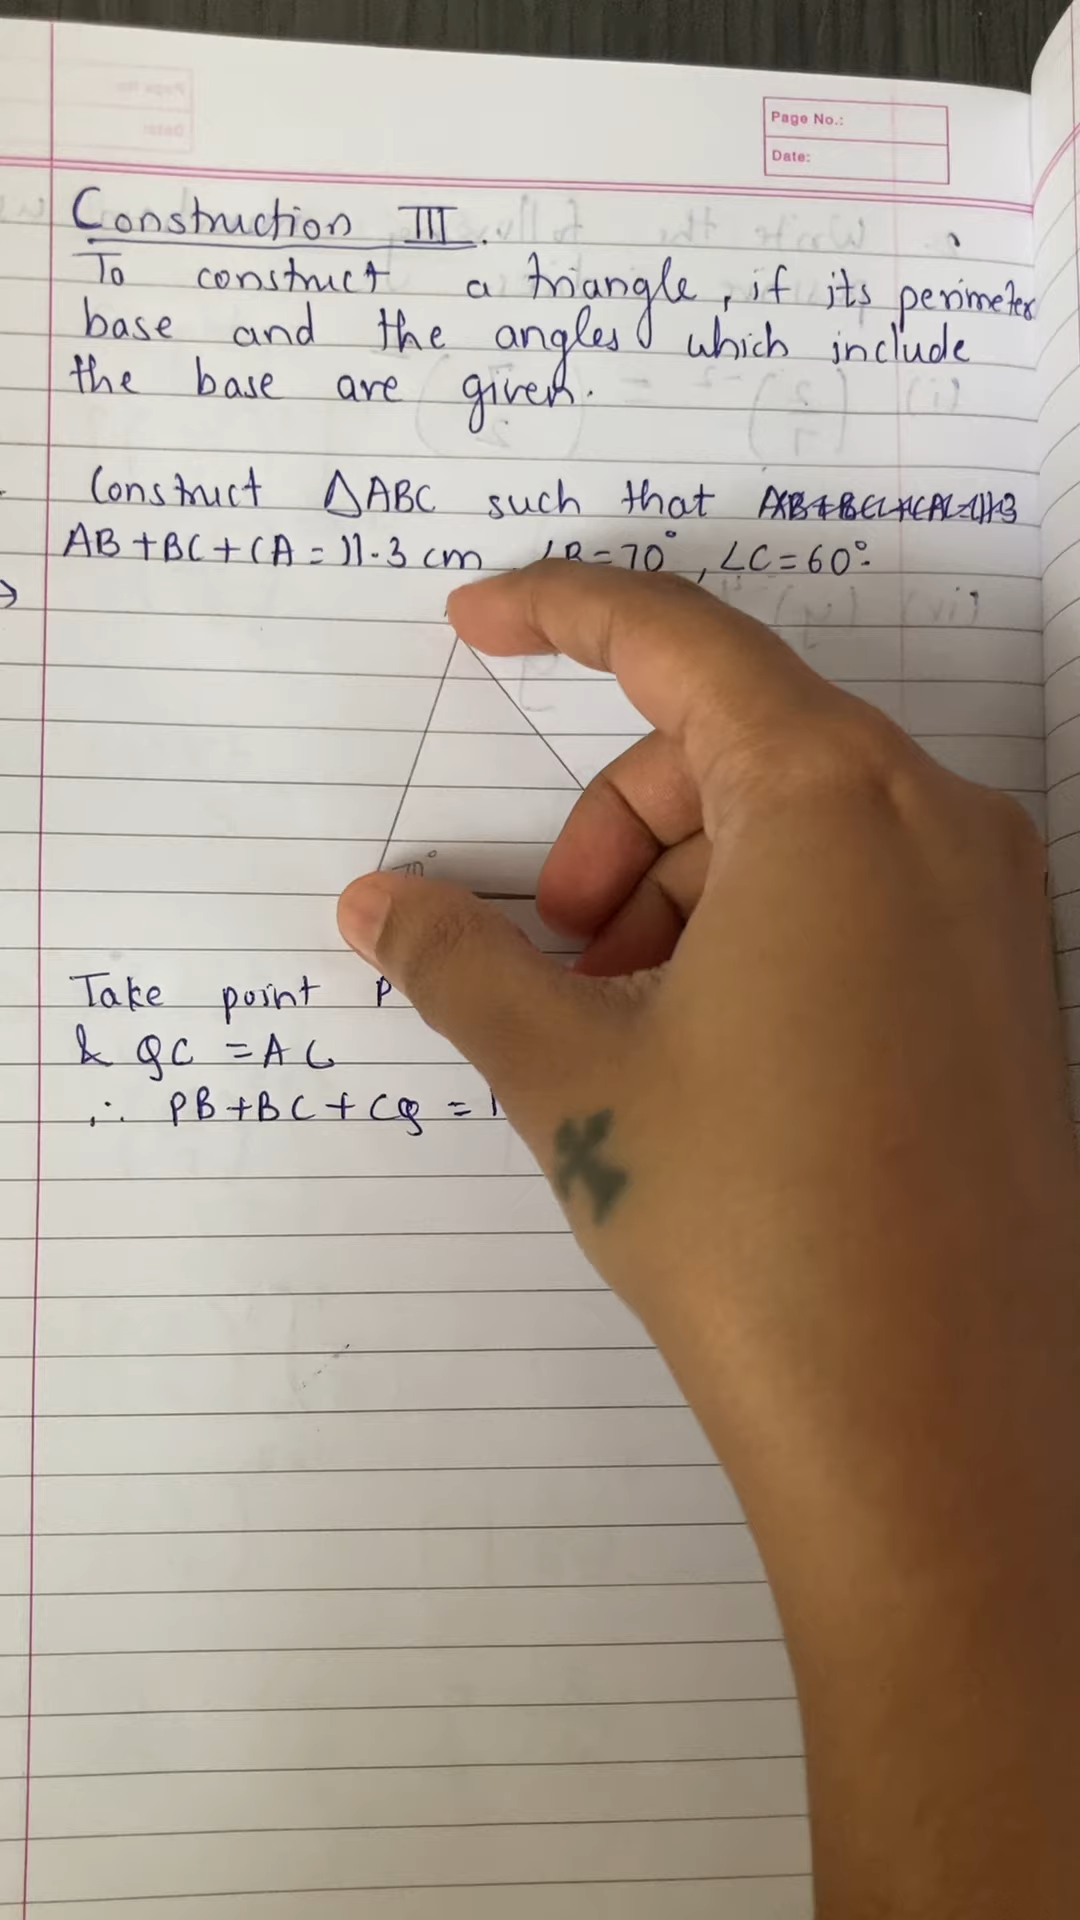 Page No.:
Date:
Construction III.
To construct a triangle, if its perimeter
base and the angles which include
the base are given.
Construct △ABC such that
AB+BC+CA=11.3 cm, ∠B=70°, ∠C=60°.
70°
Take point P
& QC = AC
∴ PB+BC+CQ =